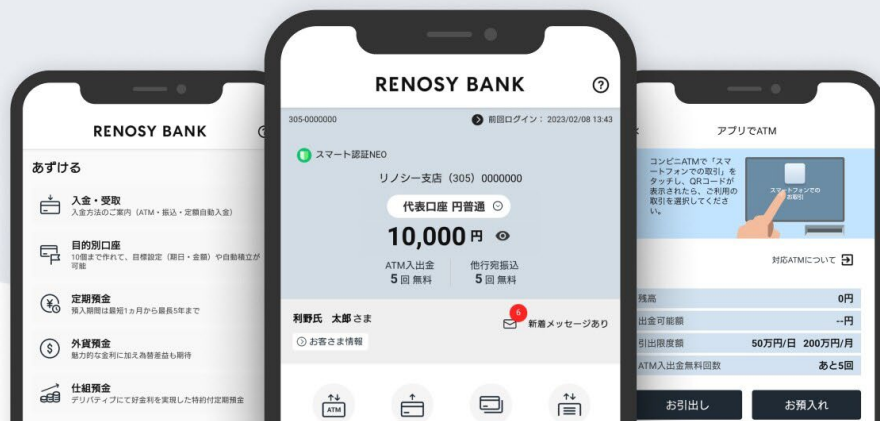 RENOSY BANK
あずける
入金・受取
入金方法のご案内（ATM・振込・定額自動入金）
目的別口座
10個まで作れて、目標設定（期日・金額）や自動積立が
可能
定期預金
預入期間は最短1ヵ月から最長5年まで
外貨預金
魅力的な金利に加え為替差益も期待
仕組預金
デリバティブにて好金利を実現した特約付定期預金
RENOSY BANK
305-0000000
前回ログイン： 2023/02/08 13:43
スマート認証NEO
リノシー支店（305）0000000
代表口座 円普通
10,000 円
ATM入出金 他行宛振込
5 回 無料 5 回 無料
利野氏 太郎 さま
6
新着メッセージあり
お客さま情報
ATM
アプリでATM
コンビニATMで「スマ
ートフォンでの取引」を
タッチし、QRコードが
表示されたら、ご利用の
取引を選択してくださ
い。
スマートフォンでの
お取引
対応ATMについて
残高 0円
出金可能額 --円
引出限度額 50万円/日 200万円/月
ATM入出金無料回数 あと5回
お引出し お預入れ